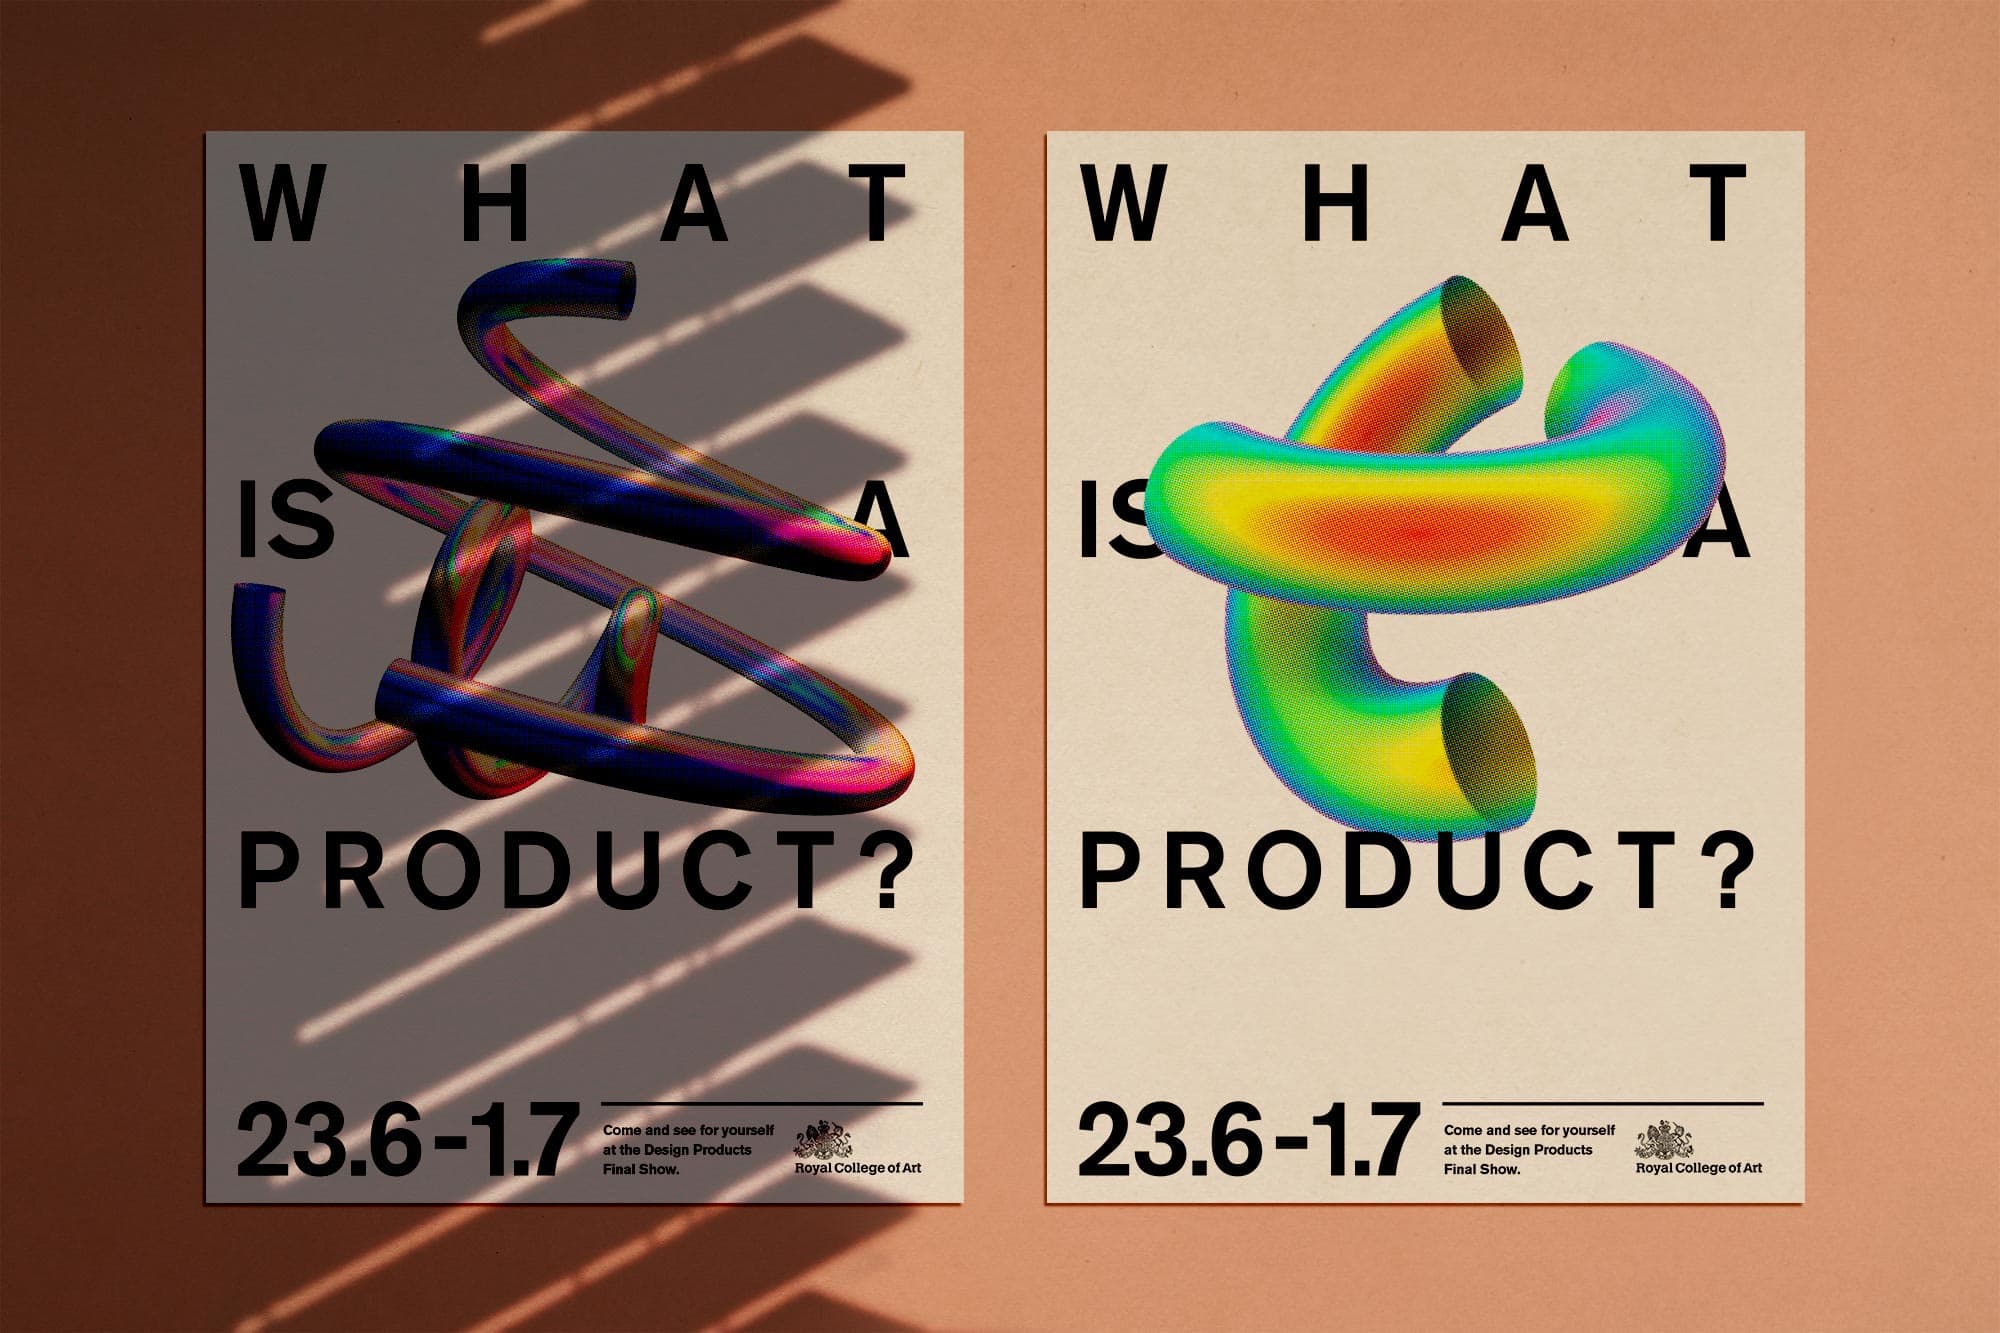 WHAT
IS A
PRODUCT?
23.6-1.7
Come and see for yourself
at the Design Products
Final Show.
Royal College of Art
WHAT
IS A
PRODUCT?
23.6-1.7
Come and see for yourself
at the Design Products
Final Show.
Royal College of Art